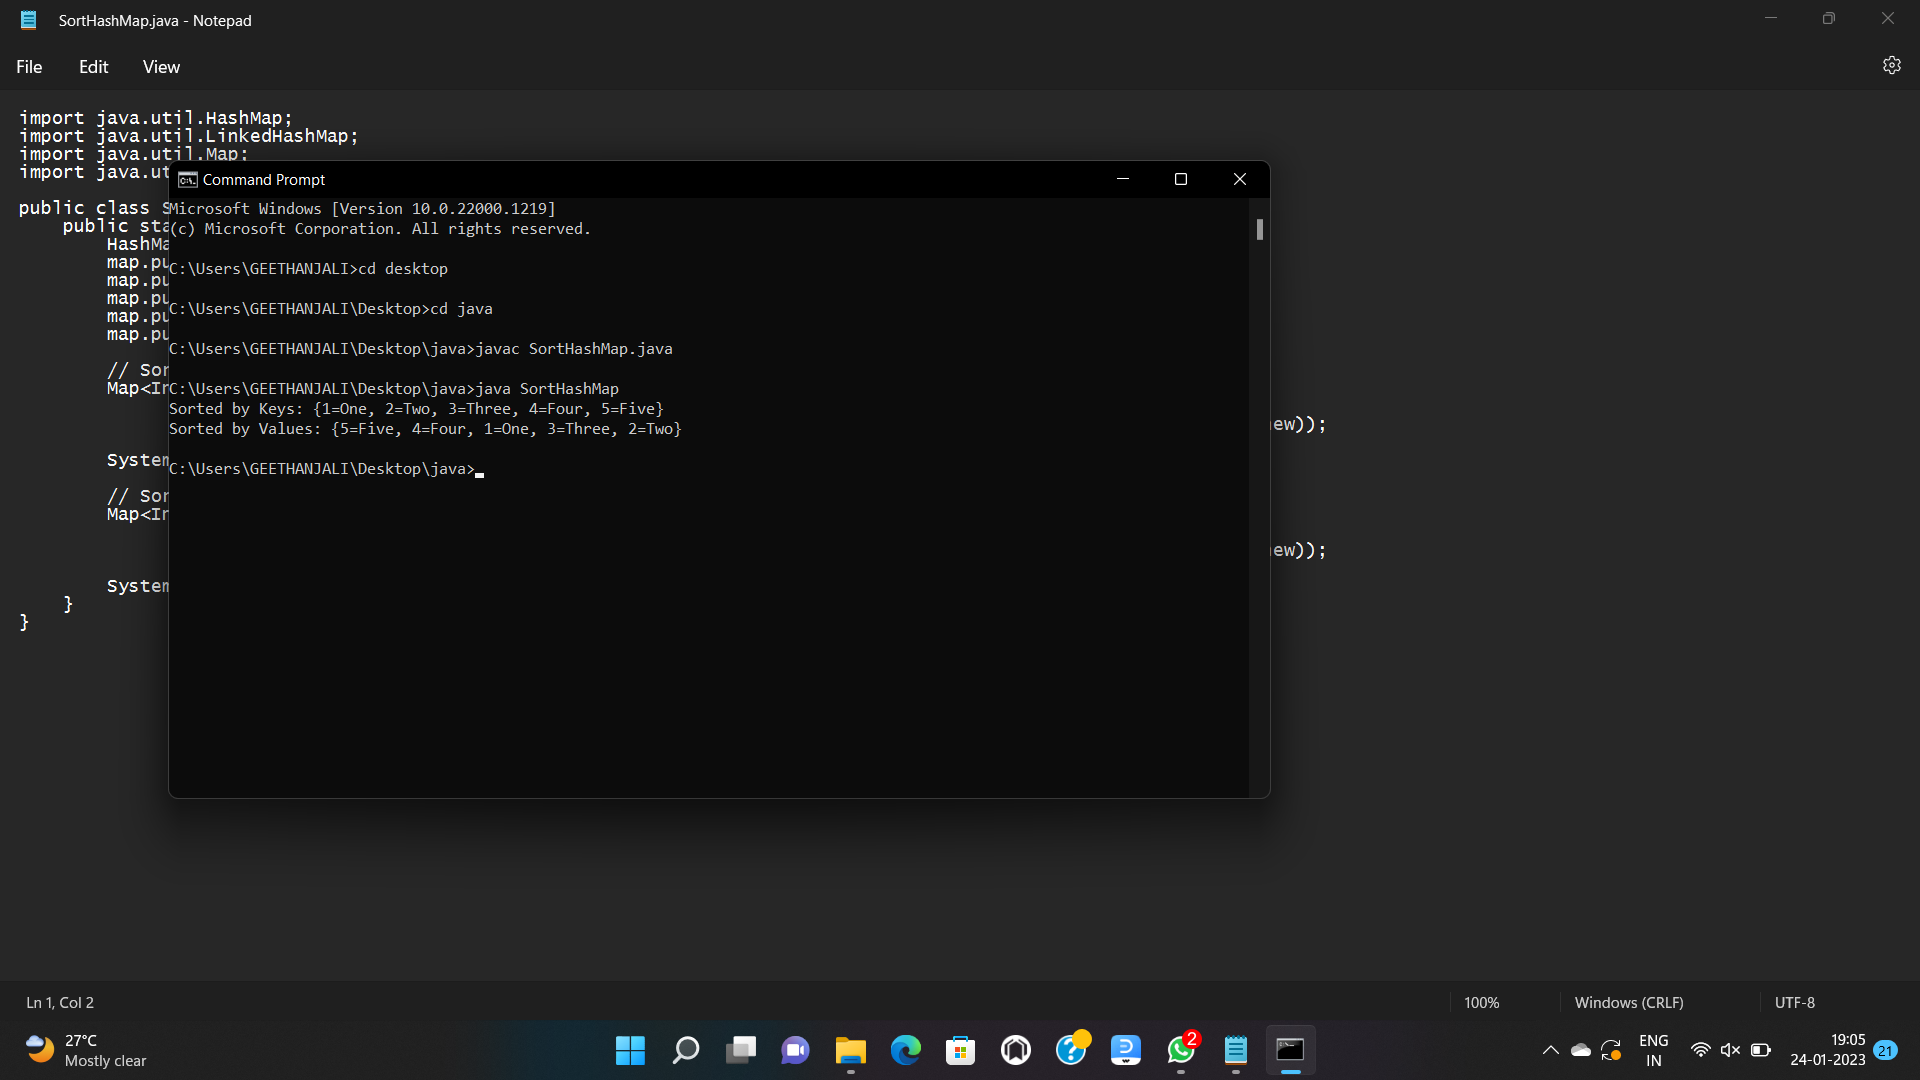 SortHashMap.java - Notepad
File Edit View
import java.util.HashMap;
import java.util.LinkedHashMap;
import java.util.Map;
import java.ut
public class S
public sta
HashMa
map.pu
map.pu
map.pu
map.pu
map.pu
// Sor
Map<In
ew));
System
// Sor
Map<In
ew));
System
}
}
Command Prompt
Microsoft Windows [Version 10.0.22000.1219]
(c) Microsoft Corporation. All rights reserved.
C:\Users\GEETHANJALI>cd desktop
C:\Users\GEETHANJALI\Desktop>cd java
C:\Users\GEETHANJALI\Desktop\java>javac SortHashMap.java
C:\Users\GEETHANJALI\Desktop\java>java SortHashMap
Sorted by Keys: {1=One, 2=Two, 3=Three, 4=Four, 5=Five}
Sorted by Values: {5=Five, 4=Four, 1=One, 3=Three, 2=Two}
C:\Users\GEETHANJALI\Desktop\java>
Ln 1, Col 2 100% Windows (CRLF) UTF-8
27°C
Mostly clear
2
ENG
IN
19:05
24-01-2023
21